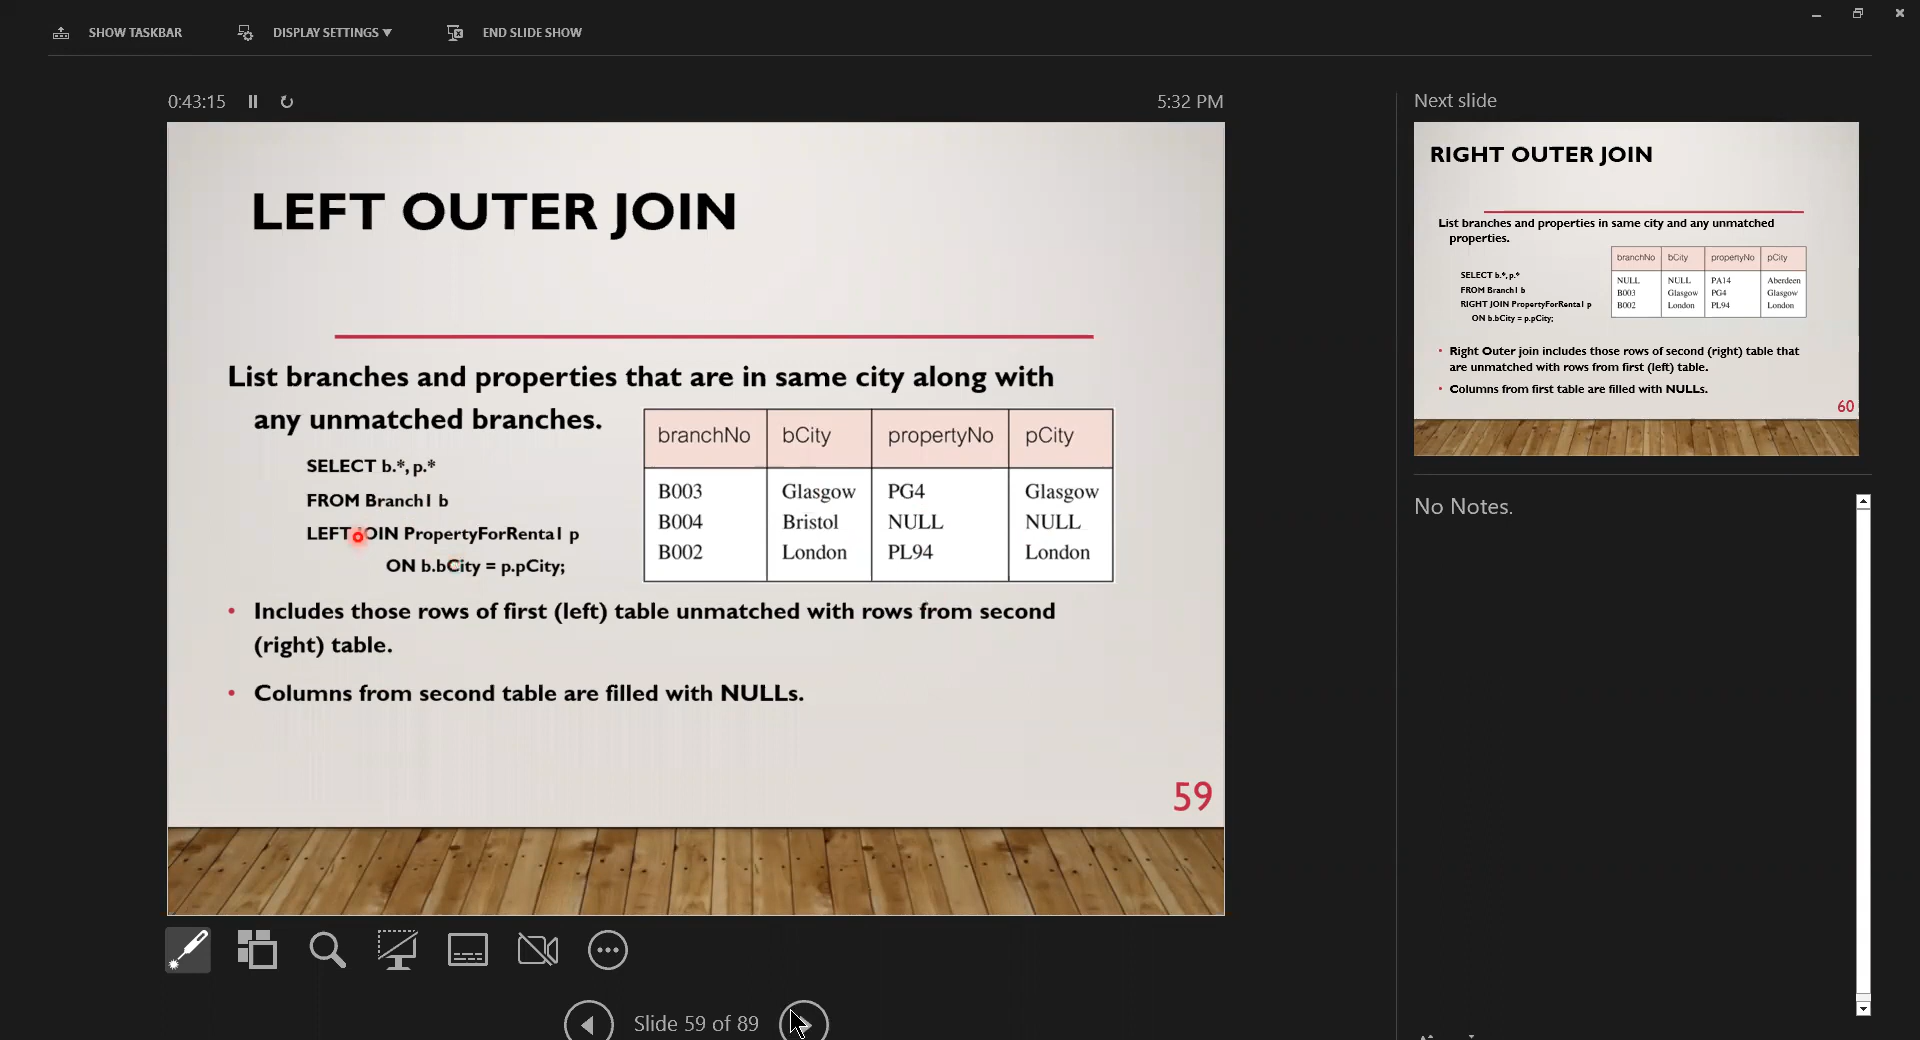 SHOW TASKBAR
DISPLAY SETTINGS ▼
END SLIDE SHOW
0:43:15
5:32 PM
LEFT OUTER JOIN
List branches and properties that are in same city along with
any unmatched branches.
SELECT b.*, p.*
FROM Branch1 b
LEFT JOIN PropertyForRent1 p
ON b.bCity = p.pCity;
branchNo bCity propertyNo pCity
B003 Glasgow PG4 Glasgow
B004 Bristol NULL NULL
B002 London PL94 London
• Includes those rows of first (left) table unmatched with rows from second
(right) table.
• Columns from second table are filled with NULLs.
59
Slide 59 of 89
Next slide
RIGHT OUTER JOIN
List branches and properties in same city and any unmatched
properties.
SELECT b.*, p.*
FROM Branch1 b
RIGHT JOIN PropertyForRent1 p
ON b.bCity = p.pCity;
branchNo bCity propertyNo pCity
NULL NULL PA14 Aberdeen
B003 Glasgow PG4 Glasgow
B002 London PL94 London
• Right Outer join includes those rows of second (right) table that
are unmatched with rows from first (left) table.
• Columns from first table are filled with NULLs.
60
No Notes.